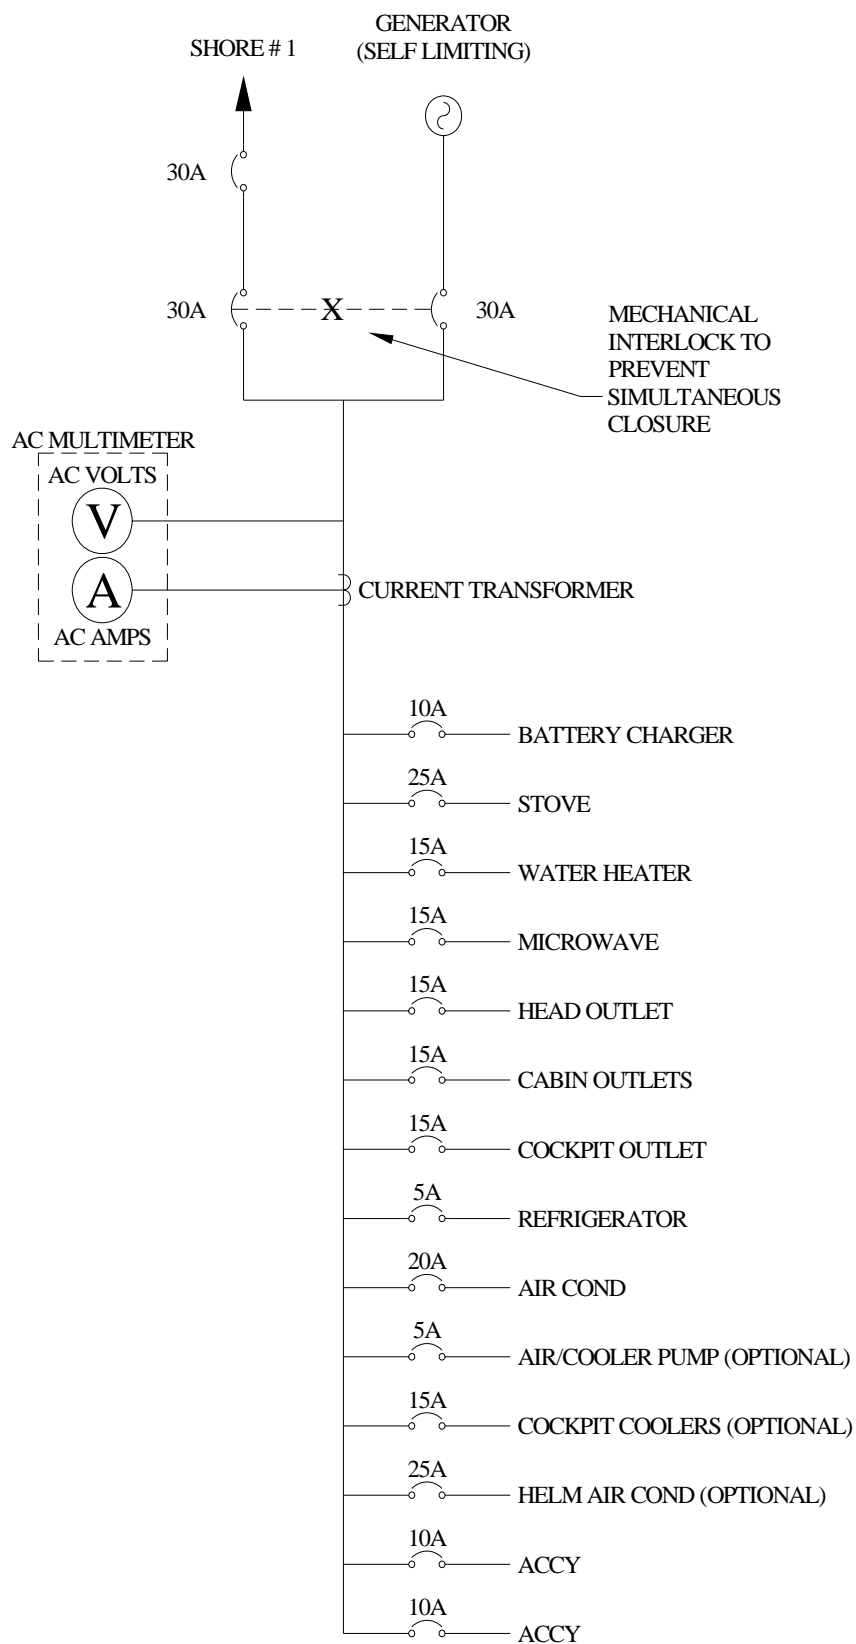 GENERATOR
(SELF LIMITING)
SHORE # 1
30A
30A
X
30A
MECHANICAL
INTERLOCK TO
PREVENT
SIMULTANEOUS
CLOSURE
AC MULTIMETER
AC VOLTS
V
A
AC AMPS
CURRENT TRANSFORMER
10A
BATTERY CHARGER
25A
STOVE
15A
WATER HEATER
15A
MICROWAVE
15A
HEAD OUTLET
15A
CABIN OUTLETS
15A
COCKPIT OUTLET
5A
REFRIGERATOR
20A
AIR COND
5A
AIR/COOLER PUMP (OPTIONAL)
15A
COCKPIT COOLERS (OPTIONAL)
25A
HELM AIR COND (OPTIONAL)
10A
ACCY
10A
ACCY